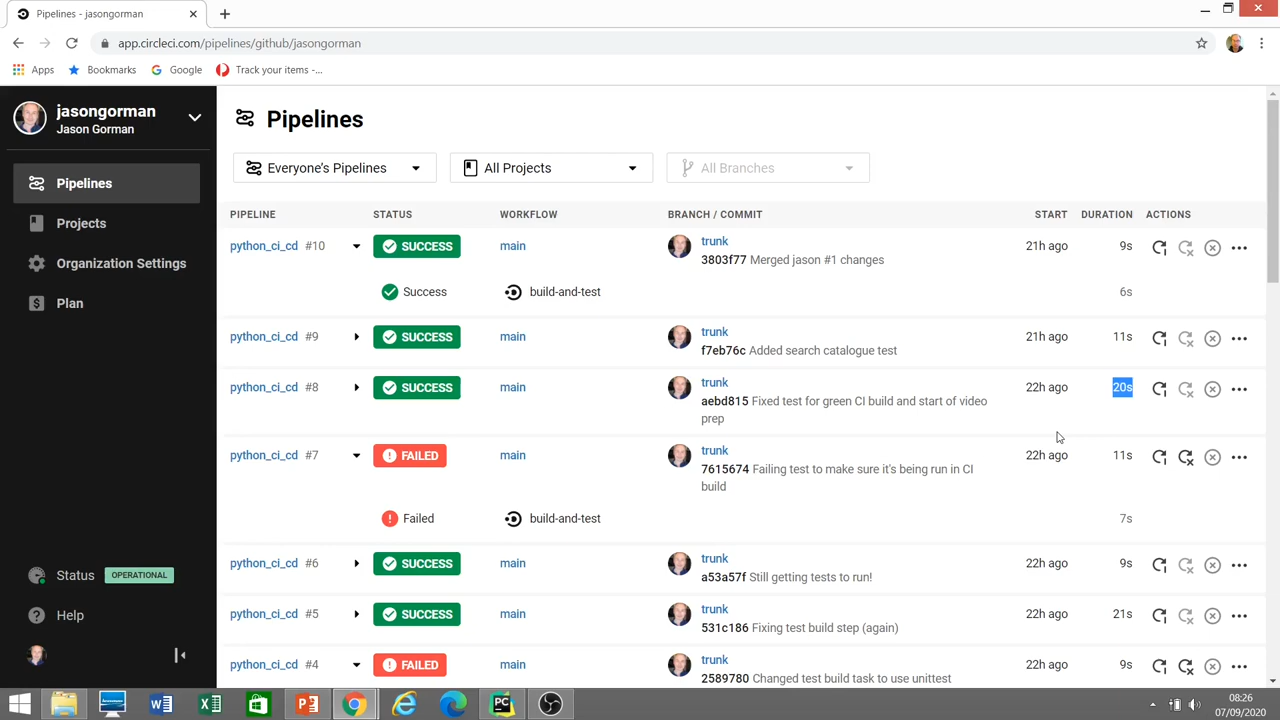 Pipelines - jasongorman
app.circleci.com/pipelines/github/jasongorman
Apps Bookmarks Google Track your items -...
jasongorman
Jason Gorman
Pipelines
Projects
Organization Settings
Plan
Status OPERATIONAL
Help
Pipelines
Everyone's Pipelines All Projects All Branches
PIPELINE STATUS WORKFLOW BRANCH / COMMIT START DURATION ACTIONS
python_ci_cd #10 SUCCESS main trunk 21h ago 9s
3803f77 Merged jason #1 changes
Success build-and-test 6s
python_ci_cd #9 SUCCESS main trunk 21h ago 11s
f7eb76c Added search catalogue test
python_ci_cd #8 SUCCESS main trunk 22h ago 20s
aebd815 Fixed test for green CI build and start of video
prep
python_ci_cd #7 FAILED main trunk 22h ago 11s
7615674 Failing test to make sure it's being run in CI
build
Failed build-and-test 7s
python_ci_cd #6 SUCCESS main trunk 22h ago 9s
a53a57f Still getting tests to run!
python_ci_cd #5 SUCCESS main trunk 22h ago 21s
531c186 Fixing test build step (again)
python_ci_cd #4 FAILED main trunk 22h ago 9s
2589780 Changed test build task to use unittest
08:26
07/09/2020